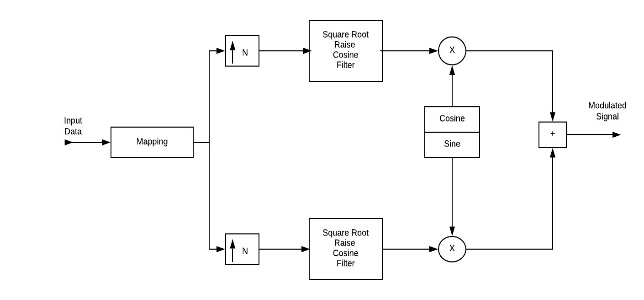 Input
Data
Mapping
N
Square Root
Raise
Cosine
Filter
X
Cosine
Sine
+
Modulated
Signal
N
Square Root
Raise
Cosine
Filter
X